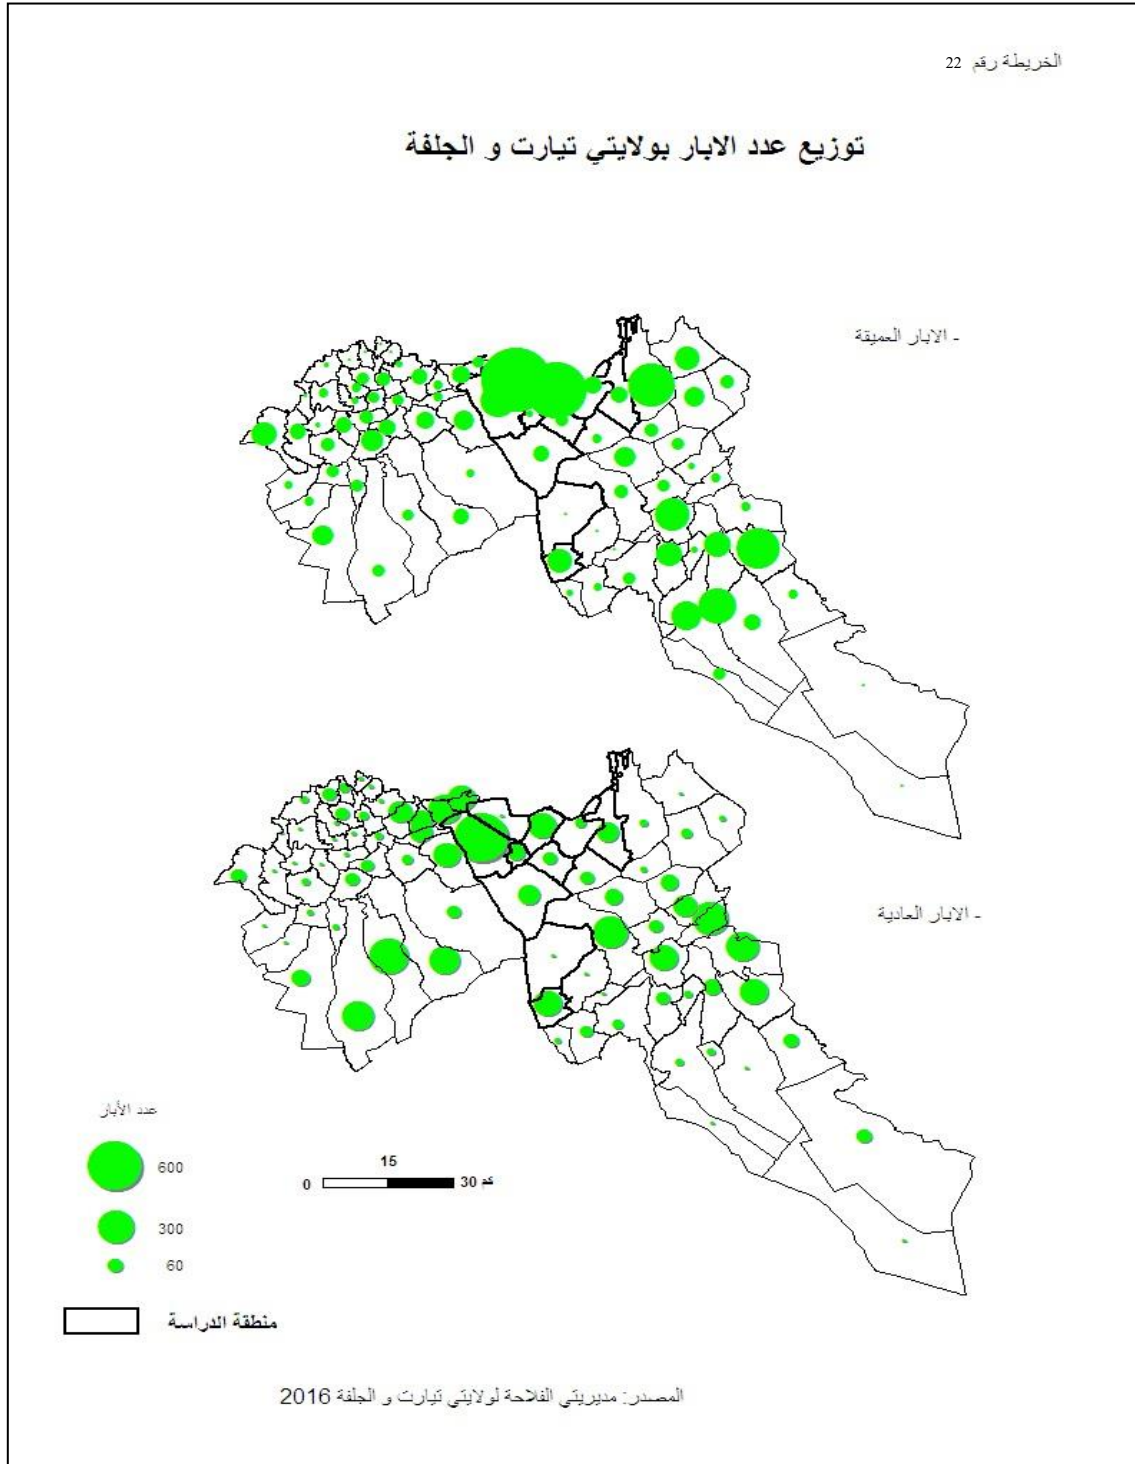 الخريطة رقم 22
توزيع عدد الابار بولايتي تيارت و الجلفة
- الابار العميقة
- الابار العادية
عدد الأبار
600
300
60
0 15 30 كم
منطقة الدراسة
المصدر: مديريتي الفلاحة لولايتي تيارت و الجلفة 2016